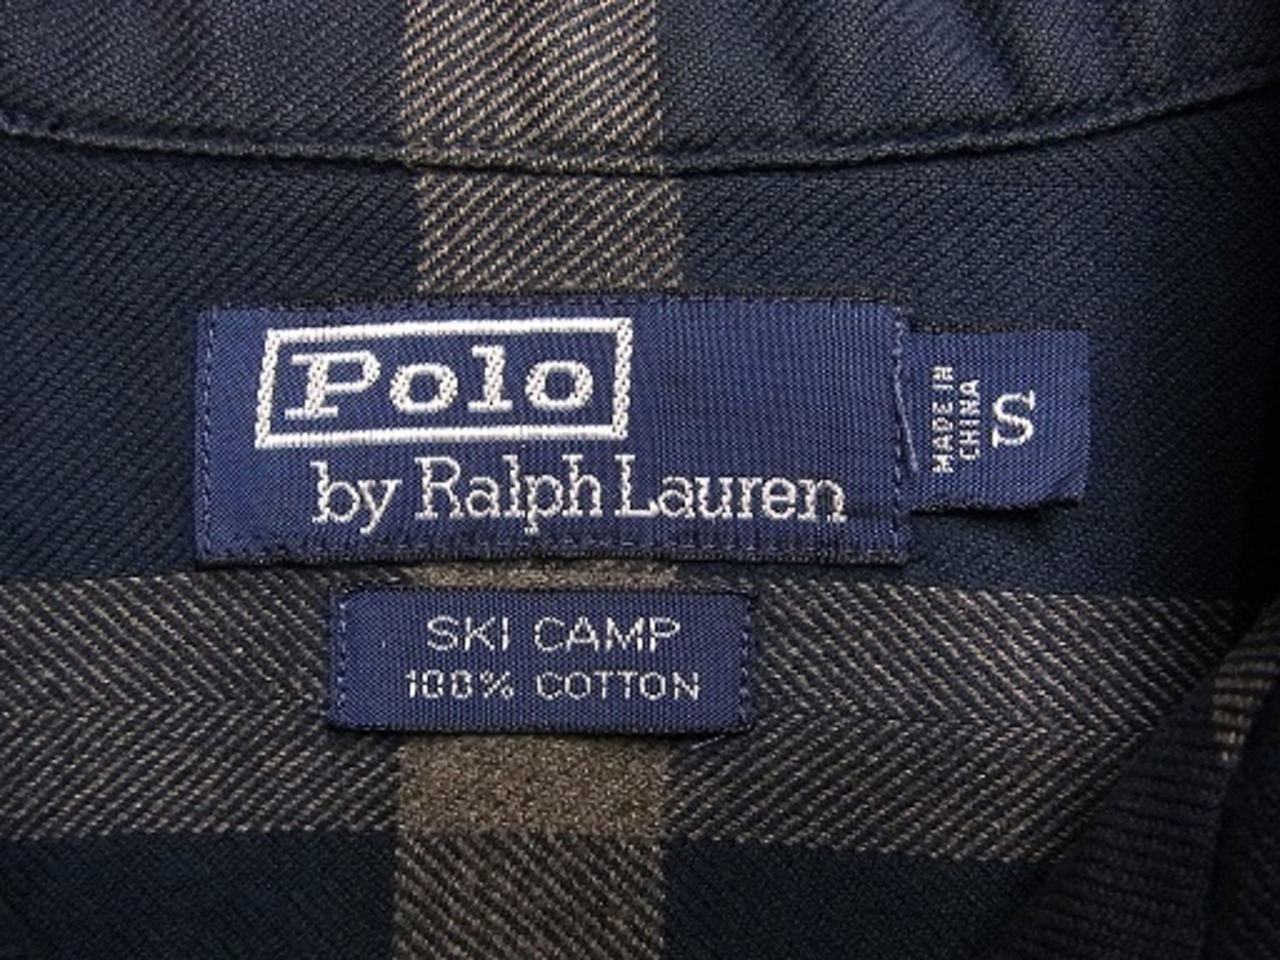 Polo
by Ralph Lauren
MADE IN
CHINA
S
SKI CAMP
100% COTTON